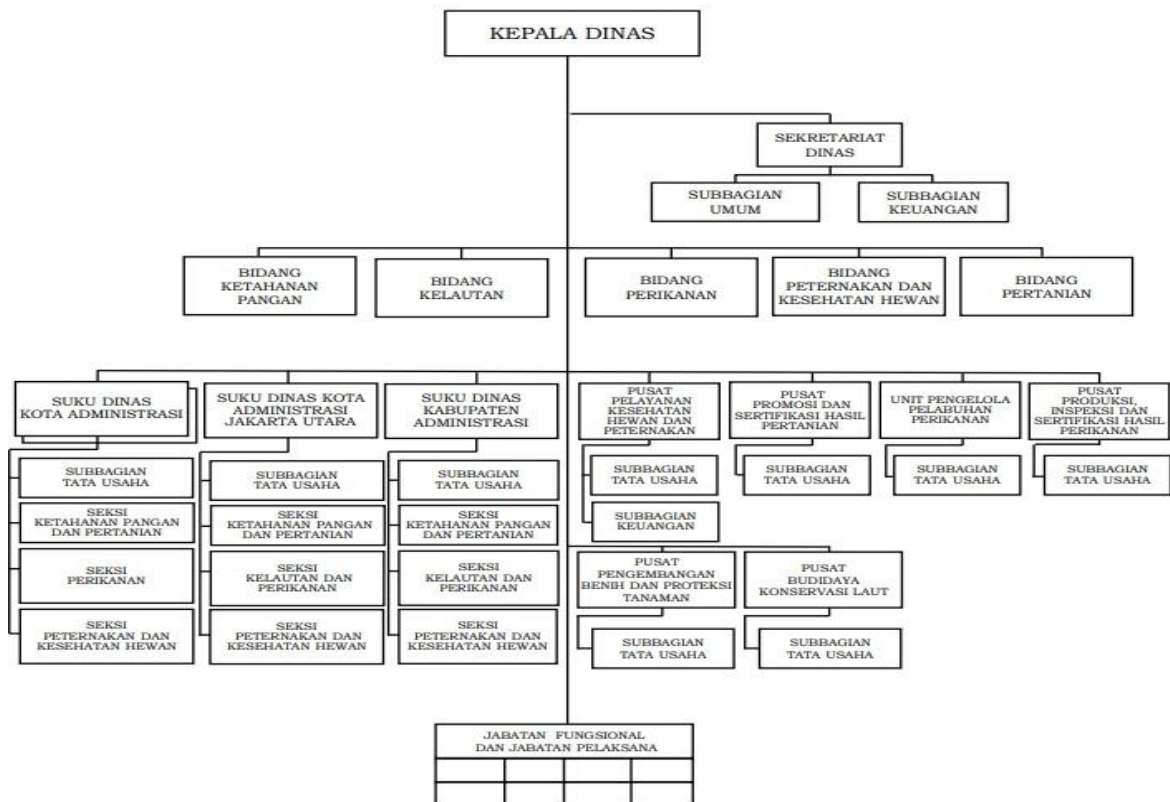 KEPALA DINAS
SEKRETARIAT
DINAS
SUBBAGIAN
UMUM
SUBBAGIAN
KEUANGAN
BIDANG
KETAHANAN
PANGAN
BIDANG
KELAUTAN
BIDANG
PERIKANAN
BIDANG
PETERNAKAN DAN
KESEHATAN HEWAN
BIDANG
PERTANIAN
SUKU DINAS
KOTA ADMINISTRASI
SUBBAGIAN
TATA USAHA
SEKSI
KETAHANAN PANGAN
DAN PERTANIAN
SEKSI
PERIKANAN
SEKSI
PETERNAKAN DAN
KESEHATAN HEWAN
SUKU DINAS KOTA
ADMINISTRASI
JAKARTA UTARA
SUBBAGIAN
TATA USAHA
SEKSI
KETAHANAN PANGAN
DAN PERTANIAN
SEKSI
KELAUTAN DAN
PERIKANAN
SEKSI
PETERNAKAN DAN
KESEHATAN HEWAN
SUKU DINAS
KABUPATEN
ADMINISTRASI
SUBBAGIAN
TATA USAHA
SEKSI
KETAHANAN PANGAN
DAN PERTANIAN
SEKSI
KELAUTAN DAN
PERIKANAN
SEKSI
PETERNAKAN DAN
KESEHATAN HEWAN
PUSAT
PELAYANAN
KESEHATAN
HEWAN DAN
PETERNAKAN
SUBBAGIAN
TATA USAHA
SUBBAGIAN
KEUANGAN
PUSAT
PROMOSI DAN
SERTIFIKASI HASIL
PERTANIAN
SUBBAGIAN
TATA USAHA
UNIT PENGELOLA
PELABUHAN
PERIKANAN
SUBBAGIAN
TATA USAHA
PUSAT
PRODUKSI,
INSPEKSI DAN
SERTIFIKASI HASIL
PERIKANAN
SUBBAGIAN
TATA USAHA
PUSAT
PENGEMBANGAN
BENIH DAN PROTEKSI
TANAMAN
SUBBAGIAN
TATA USAHA
PUSAT
BUDIDAYA
KONSERVASI LAUT
SUBBAGIAN
TATA USAHA
JABATAN FUNGSIONAL
DAN JABATAN PELAKSANA